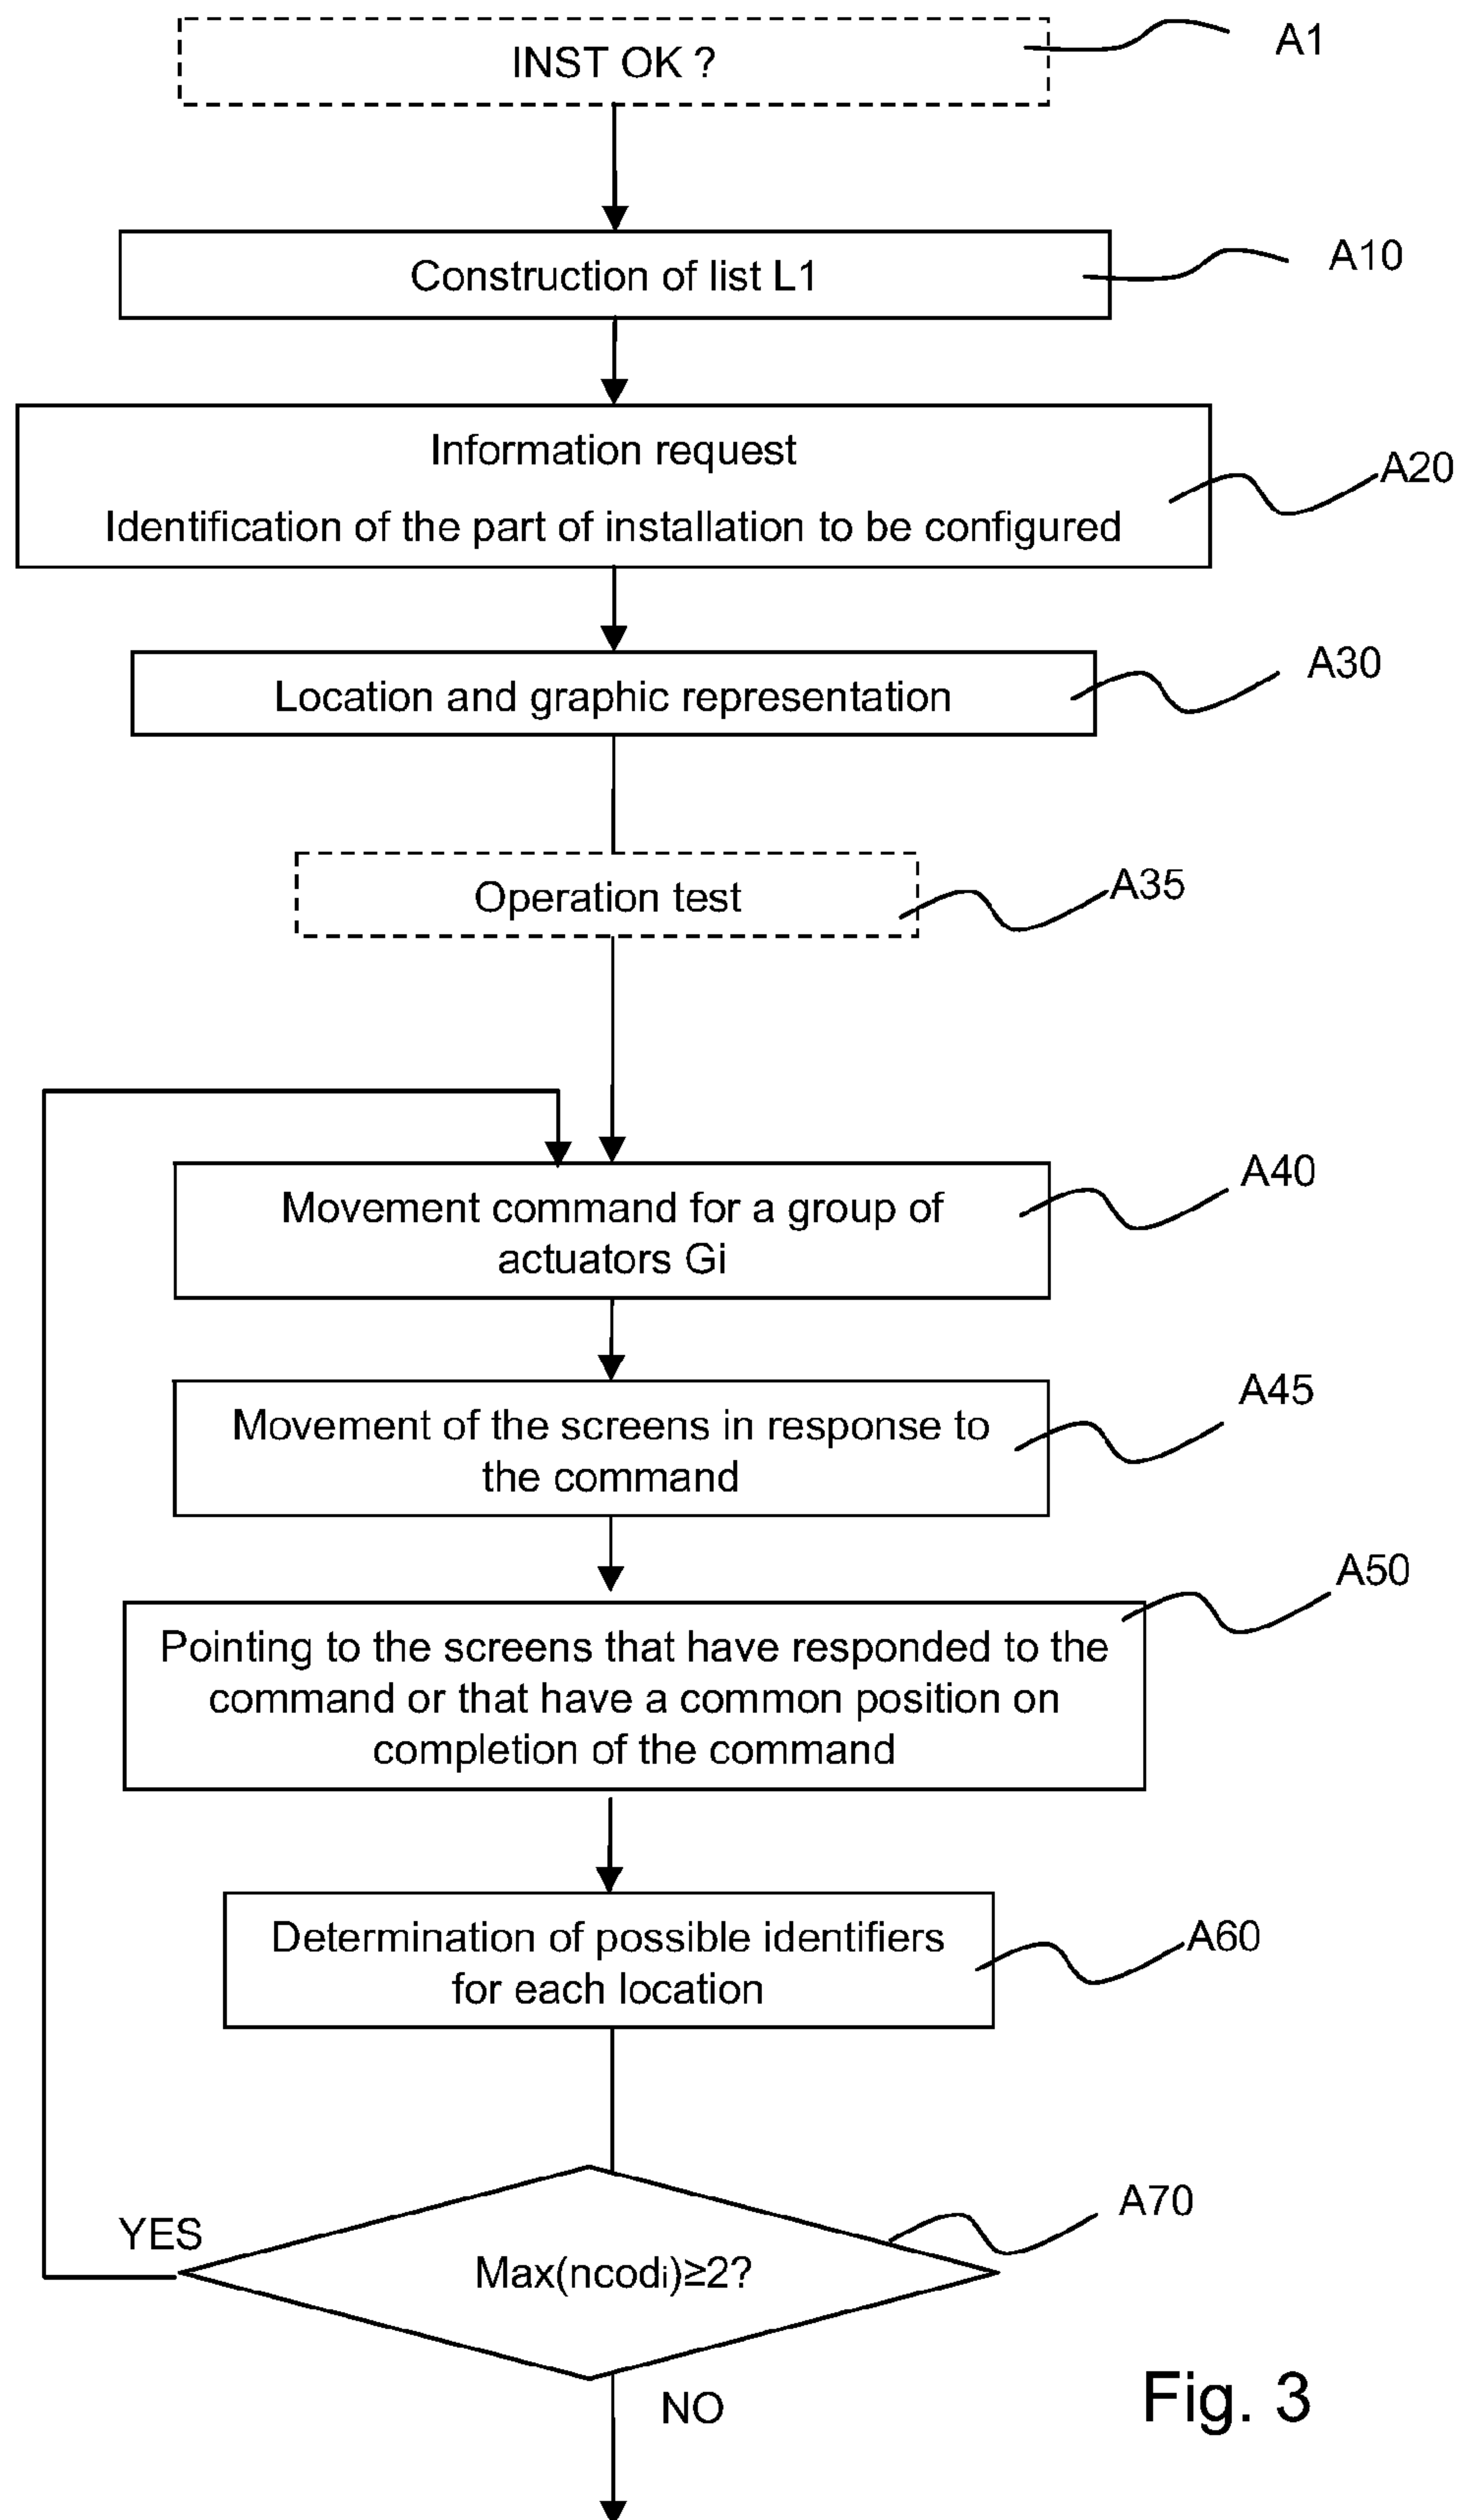 INST OK ?
A1
Construction of list L1
A10
Information request
Identification of the part of installation to be configured
A20
Location and graphic representation
A30
Operation test
A35
Movement command for a group of
actuators Gi
A40
Movement of the screens in response to
the command
A45
Pointing to the screens that have responded to the
command or that have a common position on
completion of the command
A50
Determination of possible identifiers
for each location
A60
YES
Max(ncodi)≥2?
A70
NO
Fig. 3